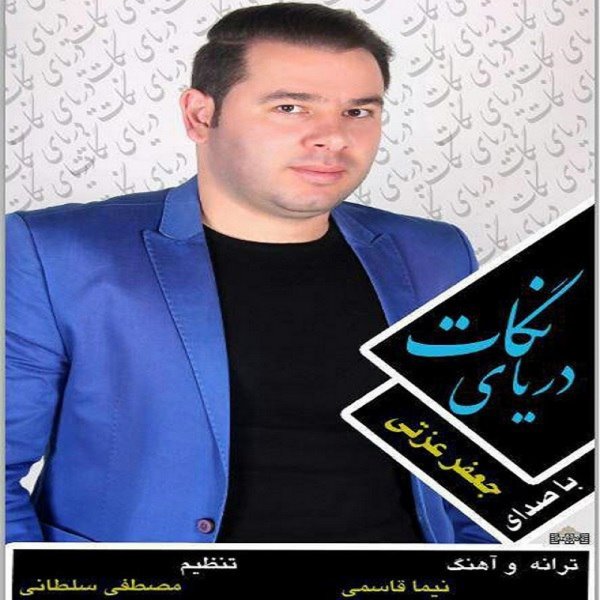 دریای نگات
با صدای
جعفر عزتی
ترانه و آهنگ
نیما قاسمی
تنظیم
مصطفی سلطانی